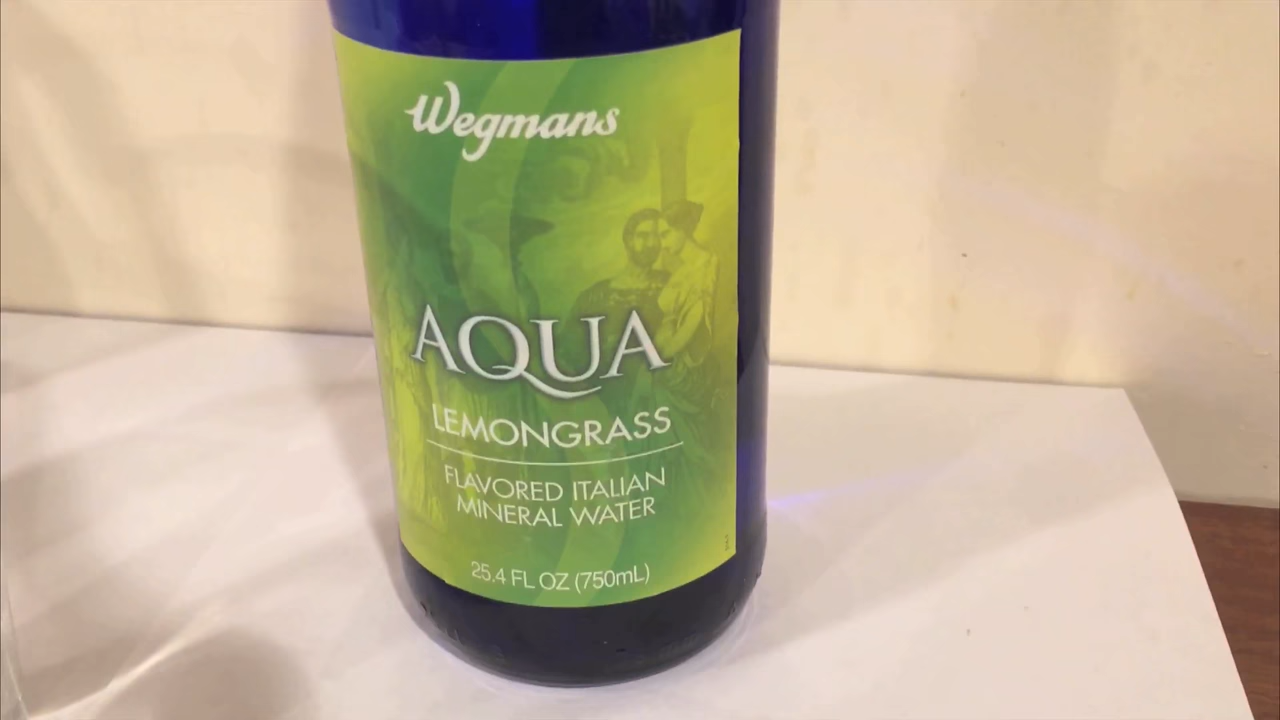 Wegmans
AQUA
LEMONGRASS
FLAVORED ITALIAN
MINERAL WATER
25.4 FL OZ (750mL)